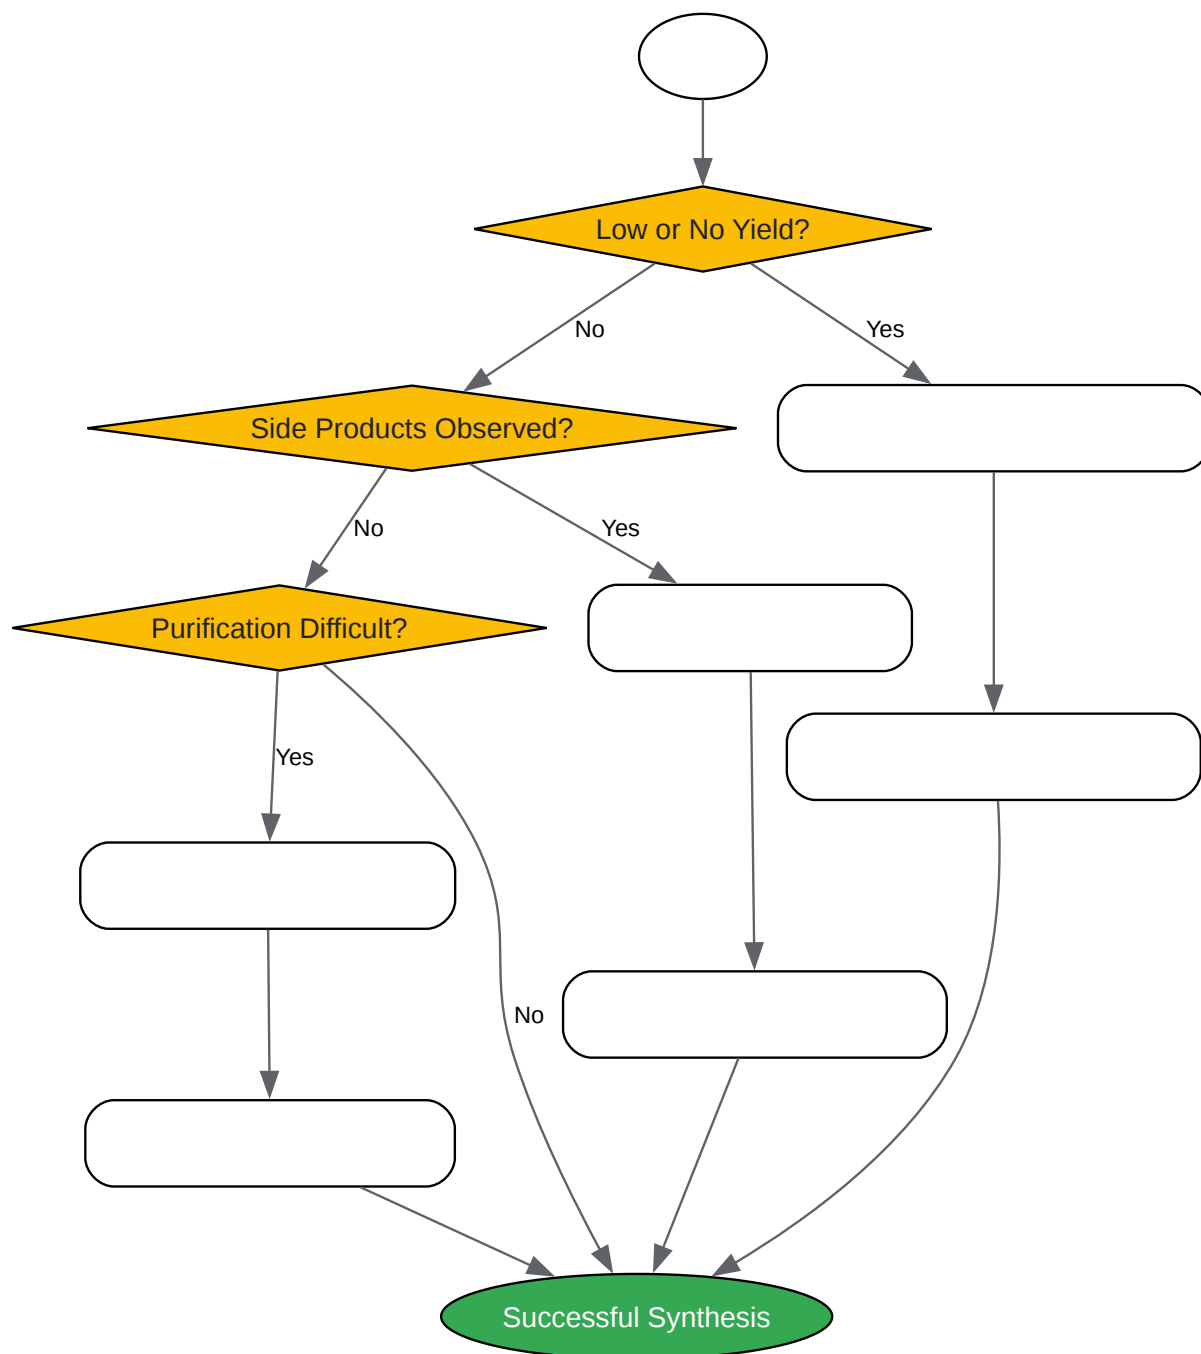 Low or No Yield?
No
Yes
Side Products Observed?
No
Yes
Purification Difficult?
Yes
No
Successful Synthesis